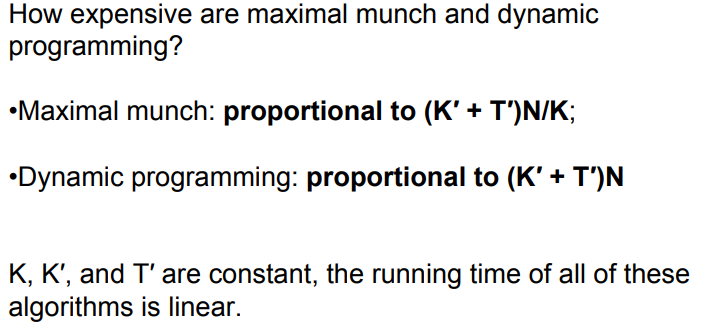 How expensive are maximal munch and dynamic
programming?
•Maximal munch: proportional to (K′ + T′)N/K;
•Dynamic programming: proportional to (K′ + T′)N
K, K′, and T′ are constant, the running time of all of these
algorithms is linear.